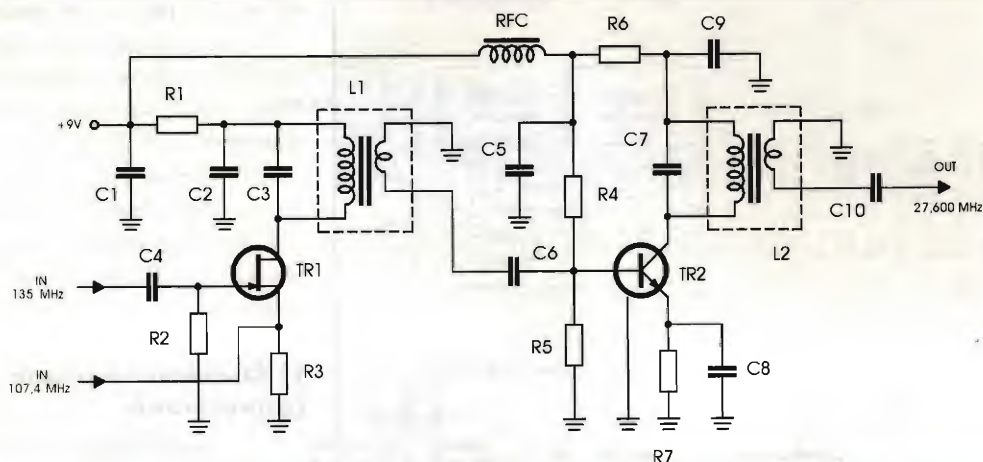 RFC
R6
C9
L1
R1
+9V
C7
C5
R4
C1
C2
C3
OUT
C10
27,600 MHz
L2
C4
C6
TR1
TR2
IN
135 MHz
R2
R5
R3
C8
IN
107,4 MHz
R7